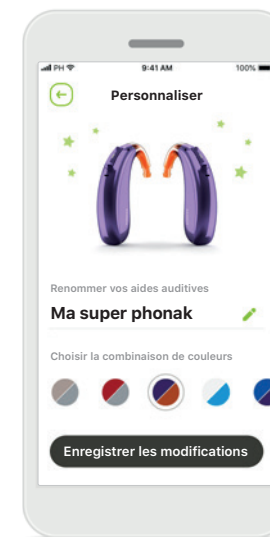 PH 9:41 AM 100%
Personnaliser
Renommer vos aides auditives
Ma super phonak
Choisir la combinaison de couleurs
Enregistrer les modifications